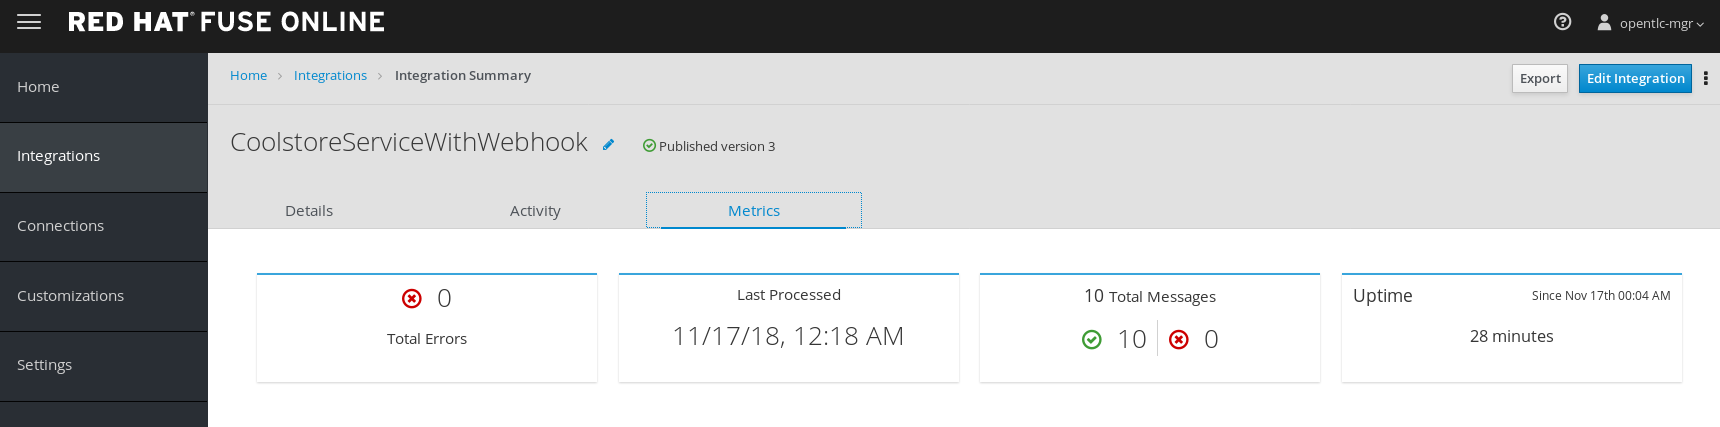 RED HAT® FUSE ONLINE
opentlc-mgr
Home
Integrations
Connections
Customizations
Settings
Home > Integrations > Integration Summary
Export
Edit Integration
CoolstoreServiceWithWebhook
Published version 3
Details
Activity
Metrics
0
Total Errors
Last Processed
11/17/18, 12:18 AM
10 Total Messages
10 0
Uptime
Since Nov 17th 00:04 AM
28 minutes